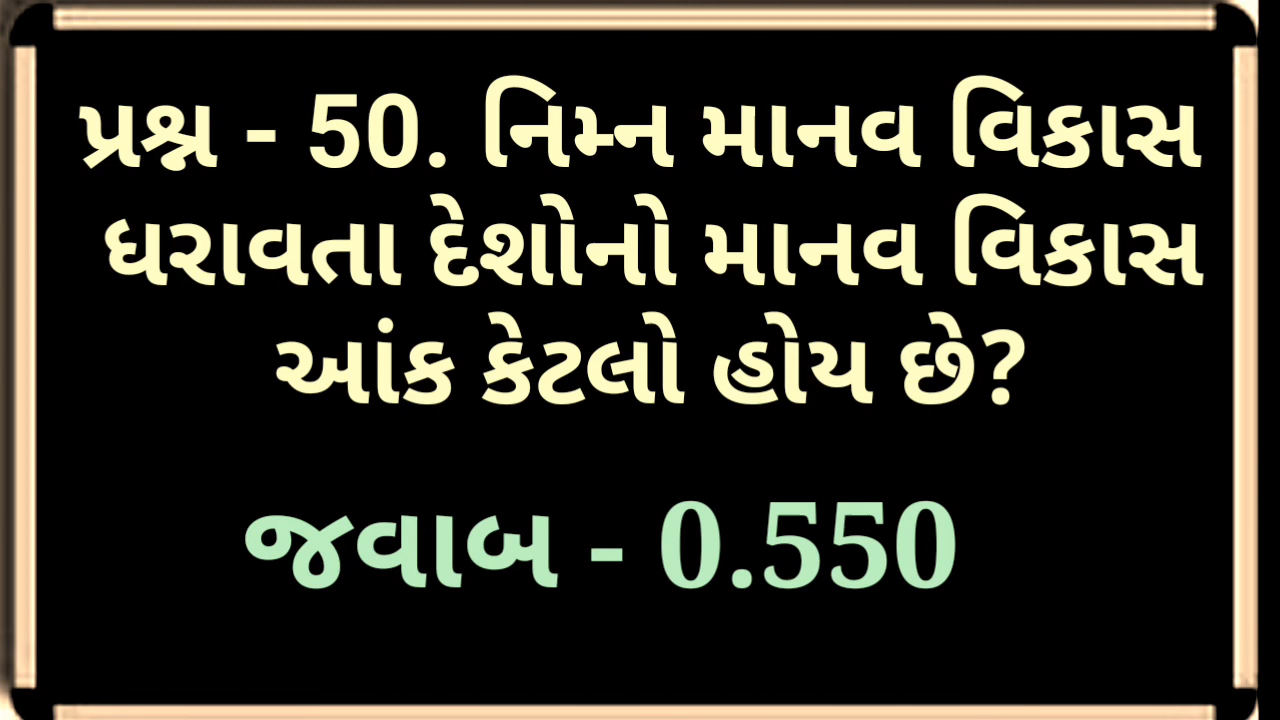 પ્રશ્ન - 50. નિમ્ન માનવ વિકાસ
ધરાવતા દેશોનો માનવ વિકાસ
આંક કેટલો હોય છે?
જવાબ - 0.550